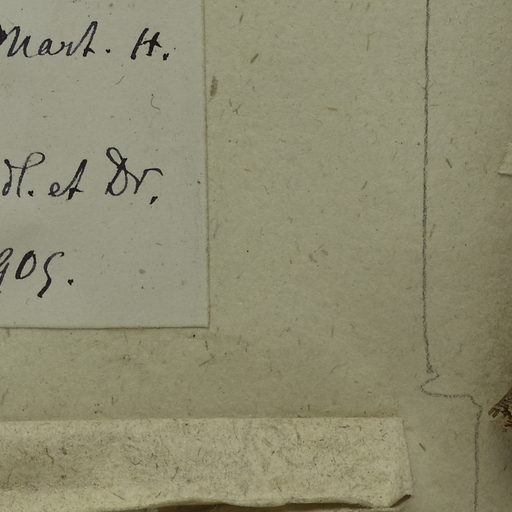 Mart. H.
dl. et Dr.
905.